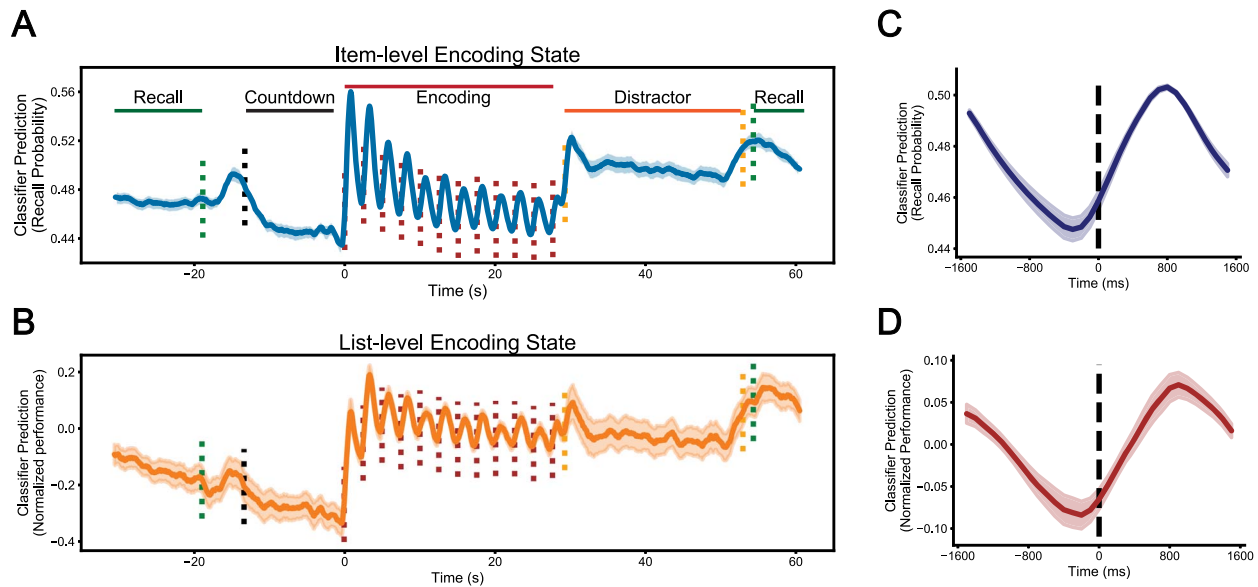 A
Item-level Encoding State
Classifier Prediction
(Recall Probability)
0.56
0.52
0.48
0.44
Recall
Countdown
Encoding
Distractor
Recall
−20
0
20
40
60
Time (s)
B
List-level Encoding State
Classifier Prediction
(Normalized performance)
0.2
0.0
−0.2
−0.4
−20
0
20
40
60
Time (s)
C
Classifier Prediction
(Recall Probability)
0.50
0.48
0.46
0.44
−1600
−800
0
800
1600
Time (ms)
D
Classifier Prediction
(Normalized Performance)
0.10
0.05
0.00
−0.05
−0.10
−1600
−800
0
800
1600
Time (ms)